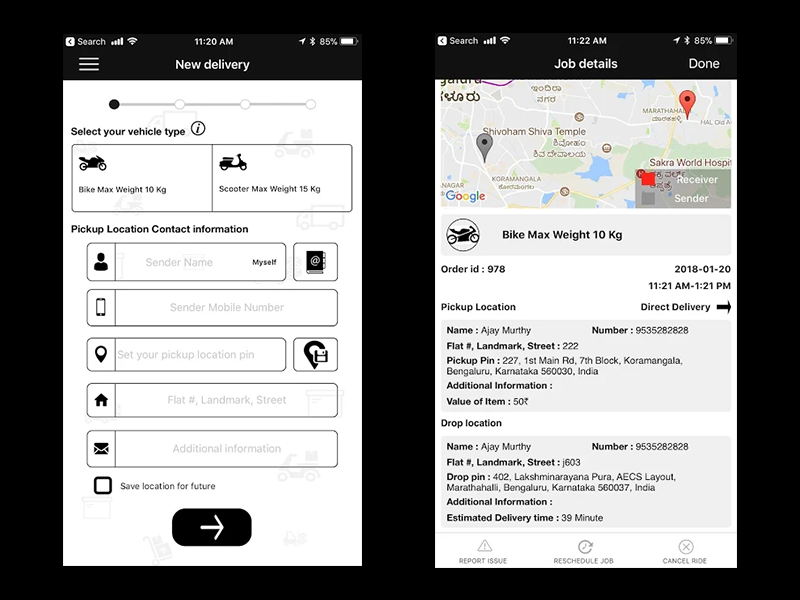 Search
11:20 AM
85%
New delivery
Select your vehicle type i
Bike Max Weight 10 Kg
Scooter Max Weight 15 Kg
Pickup Location Contact information
Sender Name
Myself
@
Sender Mobile Number
Set your pickup location pin
Flat #, Landmark, Street
Additional information
Save location for future
Search
11:22 AM
85%
Job details
Done
ಇಂದಿರಾ
ನಗರ
MARATHAHALLI
ಮಾರತಹಳ್ಳಿ
HAL Old A
Shivoham Shiva Temple
ಶಿವೋಹಂ
ಶಿವ ದೇವಾಲಯ
KORAMANGALA
ಕೋರಮಂಗಲ
NAGAR
Sakra World Hospit
Google
Receiver
Sender
Bike Max Weight 10 Kg
Order id : 978
2018-01-20
11:21 AM-1:21 PM
Pickup Location
Direct Delivery
Name : Ajay Murthy
Number : 9535282828
Flat #, Landmark, Street : 222
Pickup Pin : 227, 1st Main Rd, 7th Block, Koramangala,
Bengaluru, Karnataka 560030, India
Additional Information :
Value of Item : 50₹
Drop location
Name : Ajay Murthy
Number : 9535282828
Flat #, Landmark, Street : j603
Drop pin : 402, Lakshminarayana Pura, AECS Layout,
Marathahalli, Bengaluru, Karnataka 560037, India
Additional Information :
Estimated Delivery time : 39 Minute
REPORT ISSUE
RESCHEDULE JOB
CANCEL RIDE